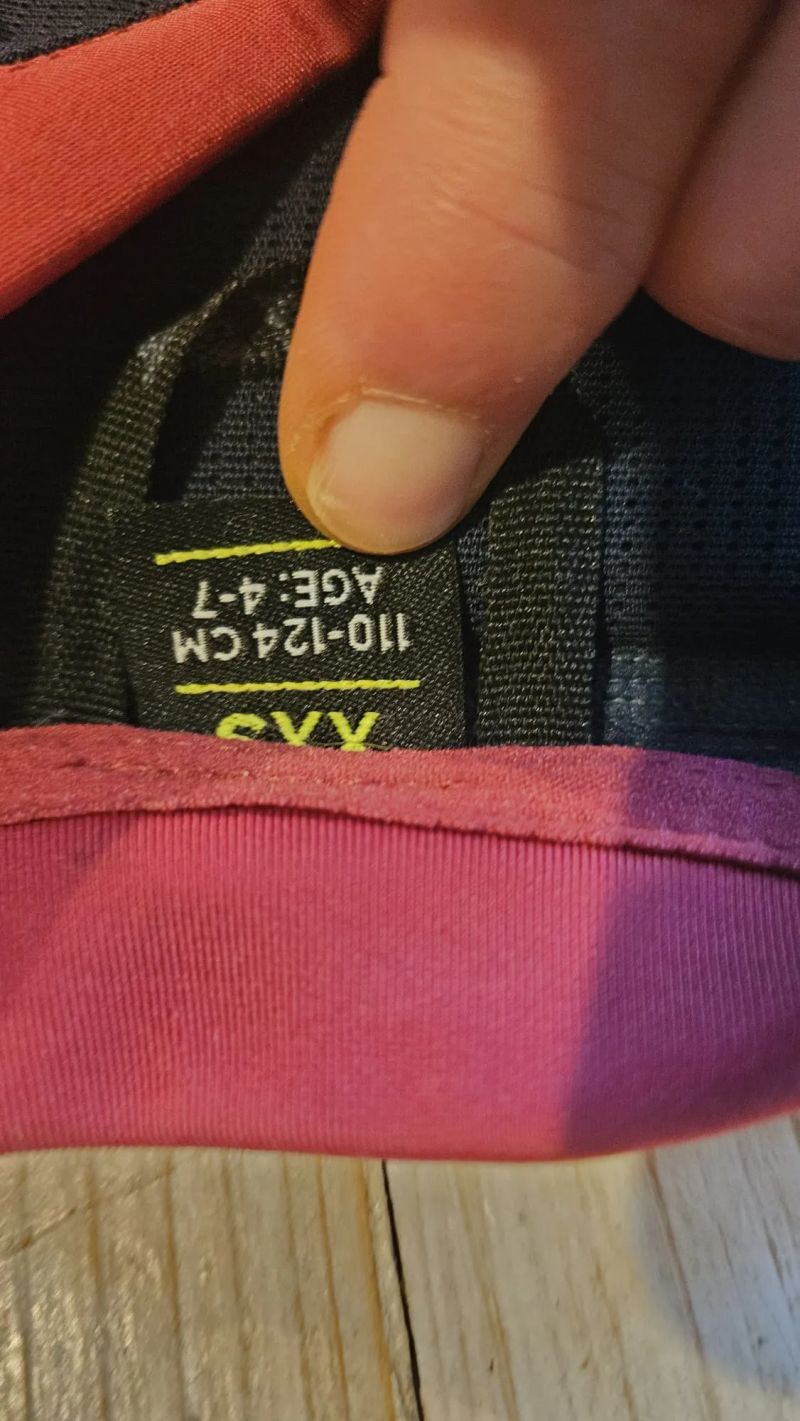 XXS
110-124 CM
AGE: 4-7